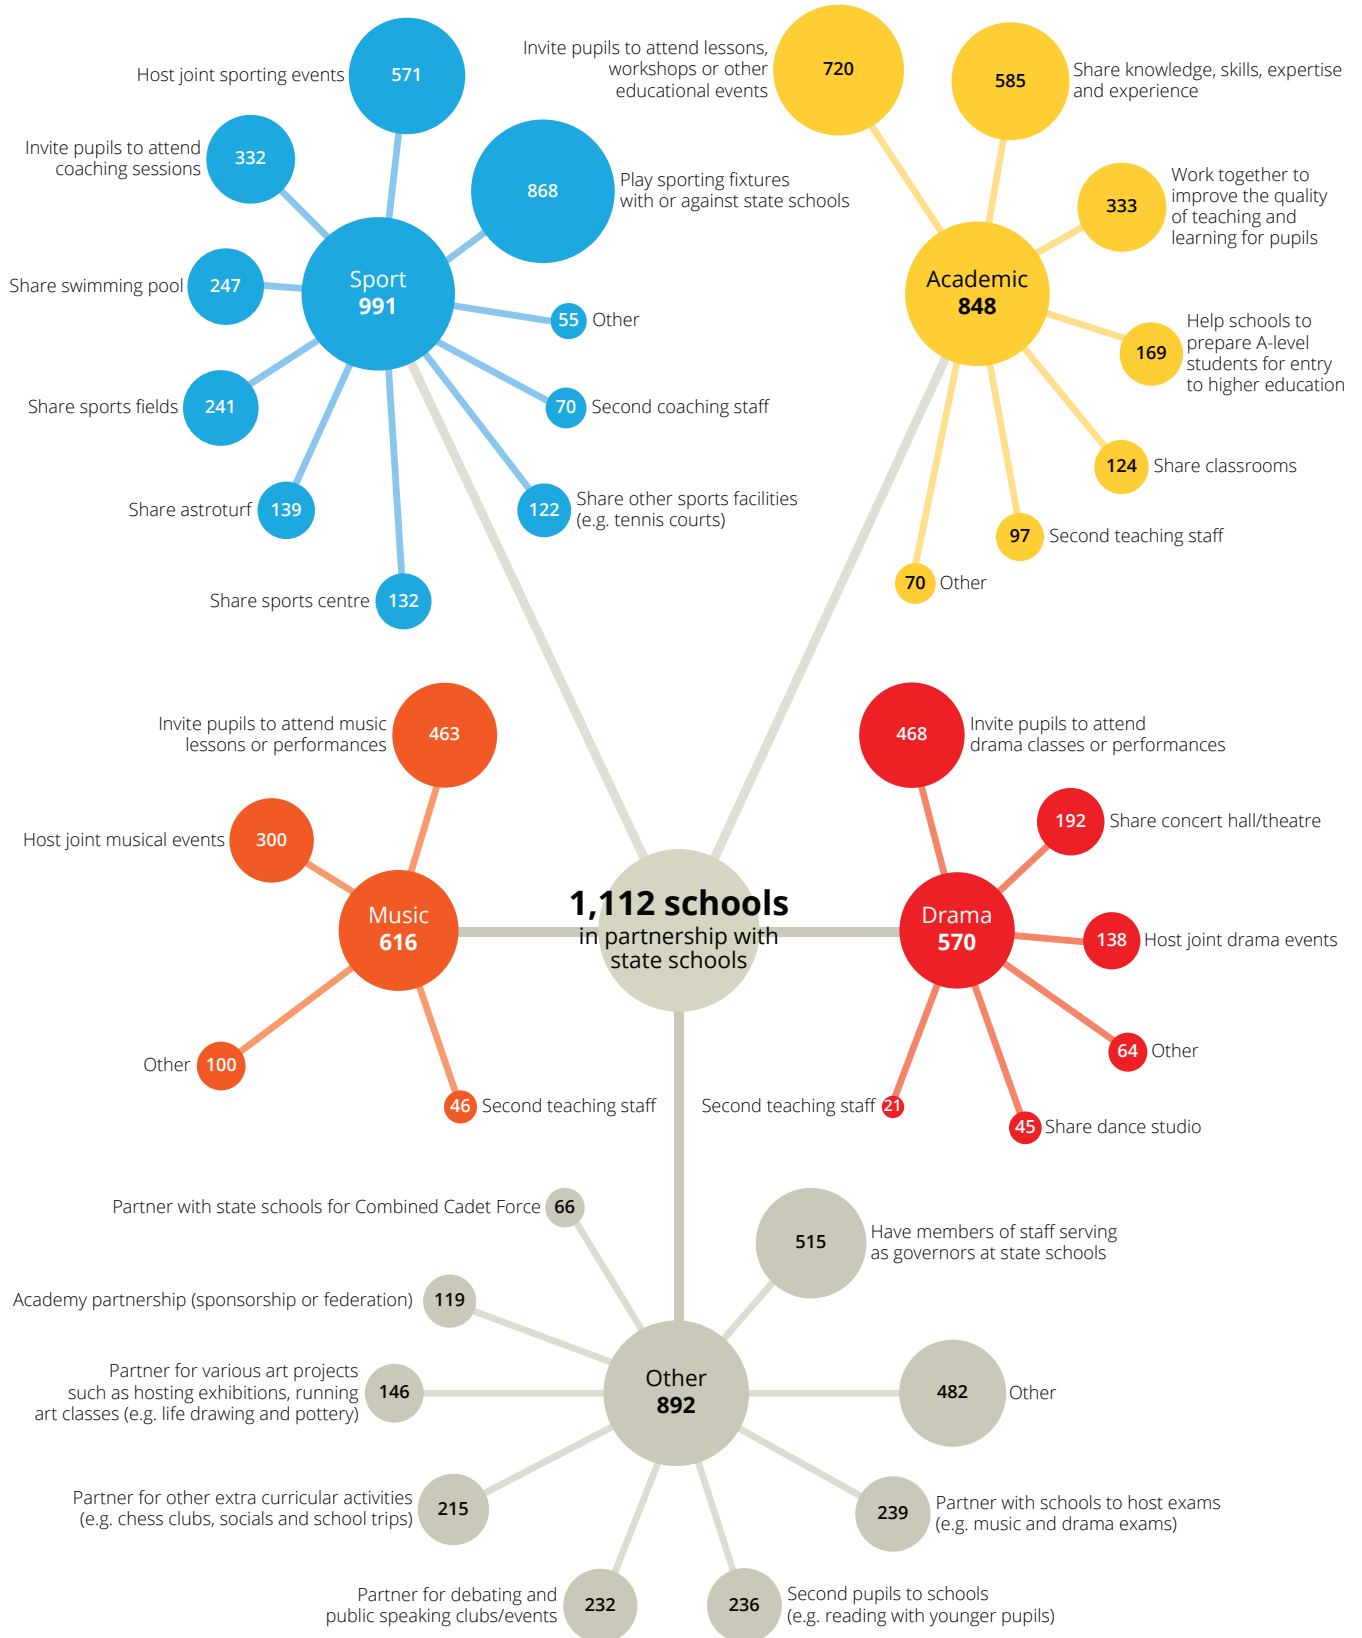 Host joint sporting events
571
Invite pupils to attend
coaching sessions
332
868
Play sporting fixtures
with or against state schools
Share swimming pool
247
Sport
991
55
Other
Share sports fields
241
70
Second coaching staff
Share astroturf
139
122
Share other sports facilities
(e.g. tennis courts)
Share sports centre
132
Invite pupils to attend lessons,
workshops or other
educational events
720
585
Share knowledge, skills, expertise
and experience
333
Work together to
improve the quality
of teaching and
learning for pupils
Academic
848
169
Help schools to
prepare A-level
students for entry
to higher education
124
Share classrooms
97
Second teaching staff
70
Other
Invite pupils to attend music
lessons or performances
463
Host joint musical events
300
Music
616
Other
100
46
Second teaching staff
1,112 schools
in partnership with
state schools
468
Invite pupils to attend
drama classes or performances
192
Share concert hall/theatre
Drama
570
138
Host joint drama events
64
Other
Second teaching staff
21
45
Share dance studio
Partner with state schools for Combined Cadet Force
66
515
Have members of staff serving
as governors at state schools
Academy partnership (sponsorship or federation)
119
Partner for various art projects
such as hosting exhibitions, running
art classes (e.g. life drawing and pottery)
146
Other
892
482
Other
Partner for other extra curricular activities
(e.g. chess clubs, socials and school trips)
215
239
Partner with schools to host exams
(e.g. music and drama exams)
Partner for debating and
public speaking clubs/events
232
236
Second pupils to schools
(e.g. reading with younger pupils)